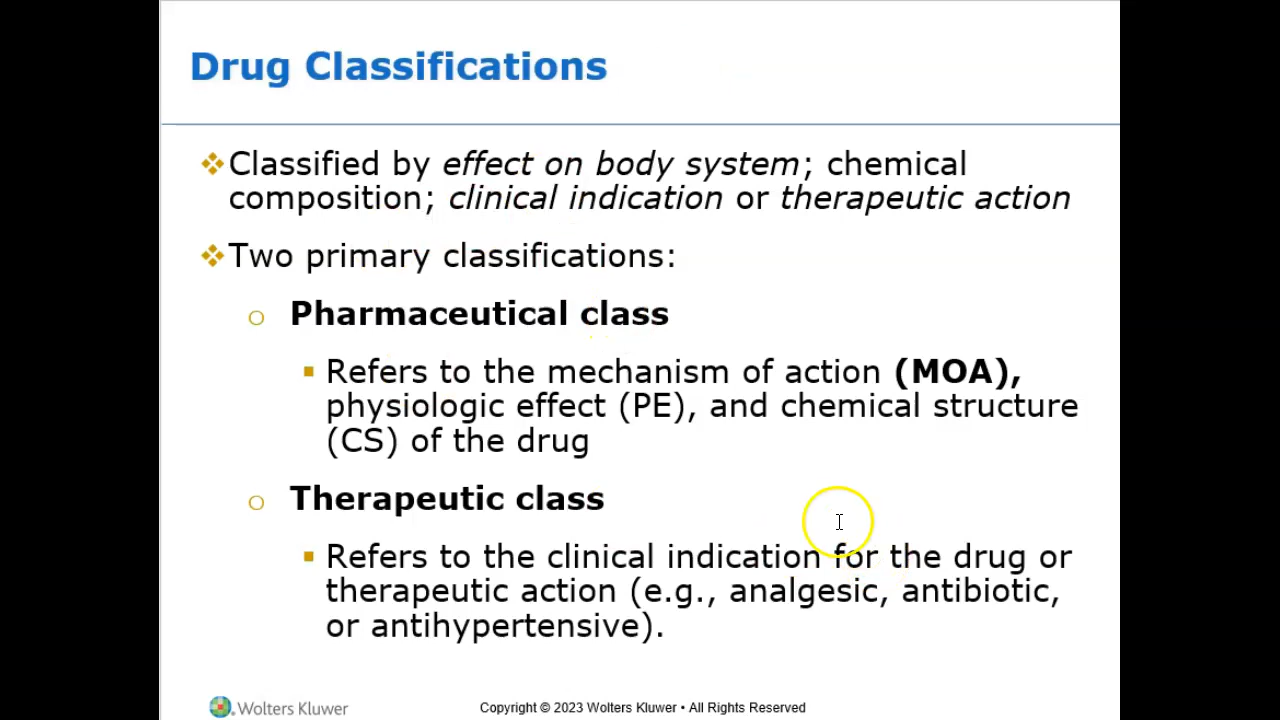 Drug Classifications
Classified by effect on body system; chemical
composition; clinical indication or therapeutic action
Two primary classifications:
Pharmaceutical class
Refers to the mechanism of action (MOA),
physiologic effect (PE), and chemical structure
(CS) of the drug
Therapeutic class
Refers to the clinical indication for the drug or
therapeutic action (e.g., analgesic, antibiotic,
or antihypertensive).
Wolters Kluwer
Copyright © 2023 Wolters Kluwer • All Rights Reserved